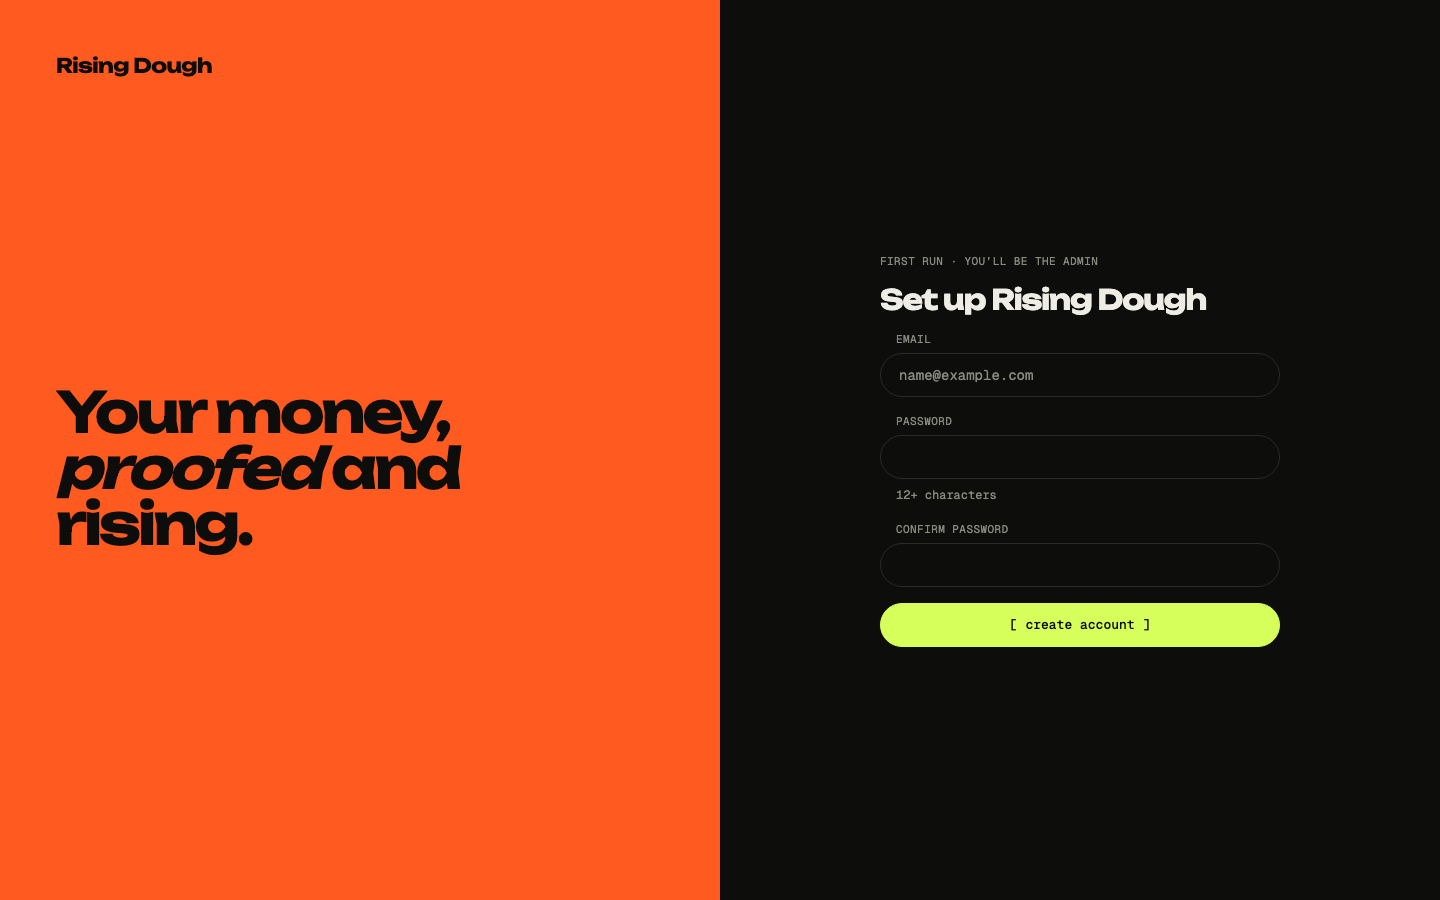 Rising Dough
Your money,
proofed and
rising.
FIRST RUN · YOU'LL BE THE ADMIN
Set up Rising Dough
EMAIL
name@example.com
PASSWORD
12+ characters
CONFIRM PASSWORD
[ create account ]